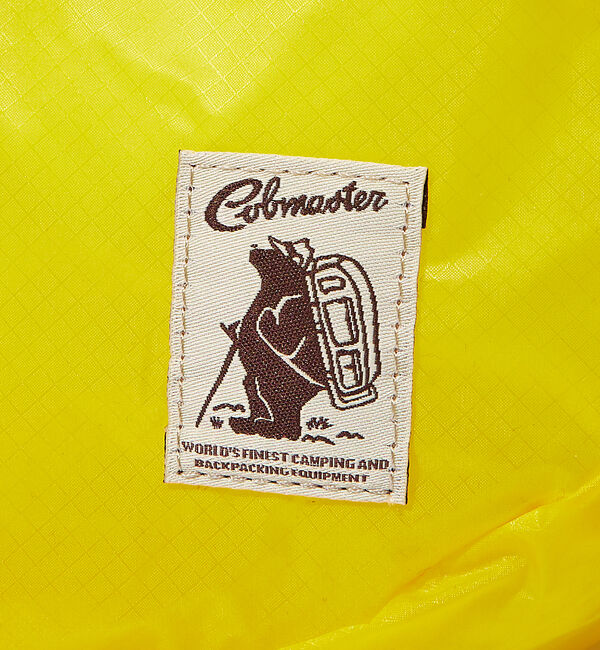 Cobmaster
WORLD'S FINEST CAMPING AND
BACKPACKING EQUIPMENT